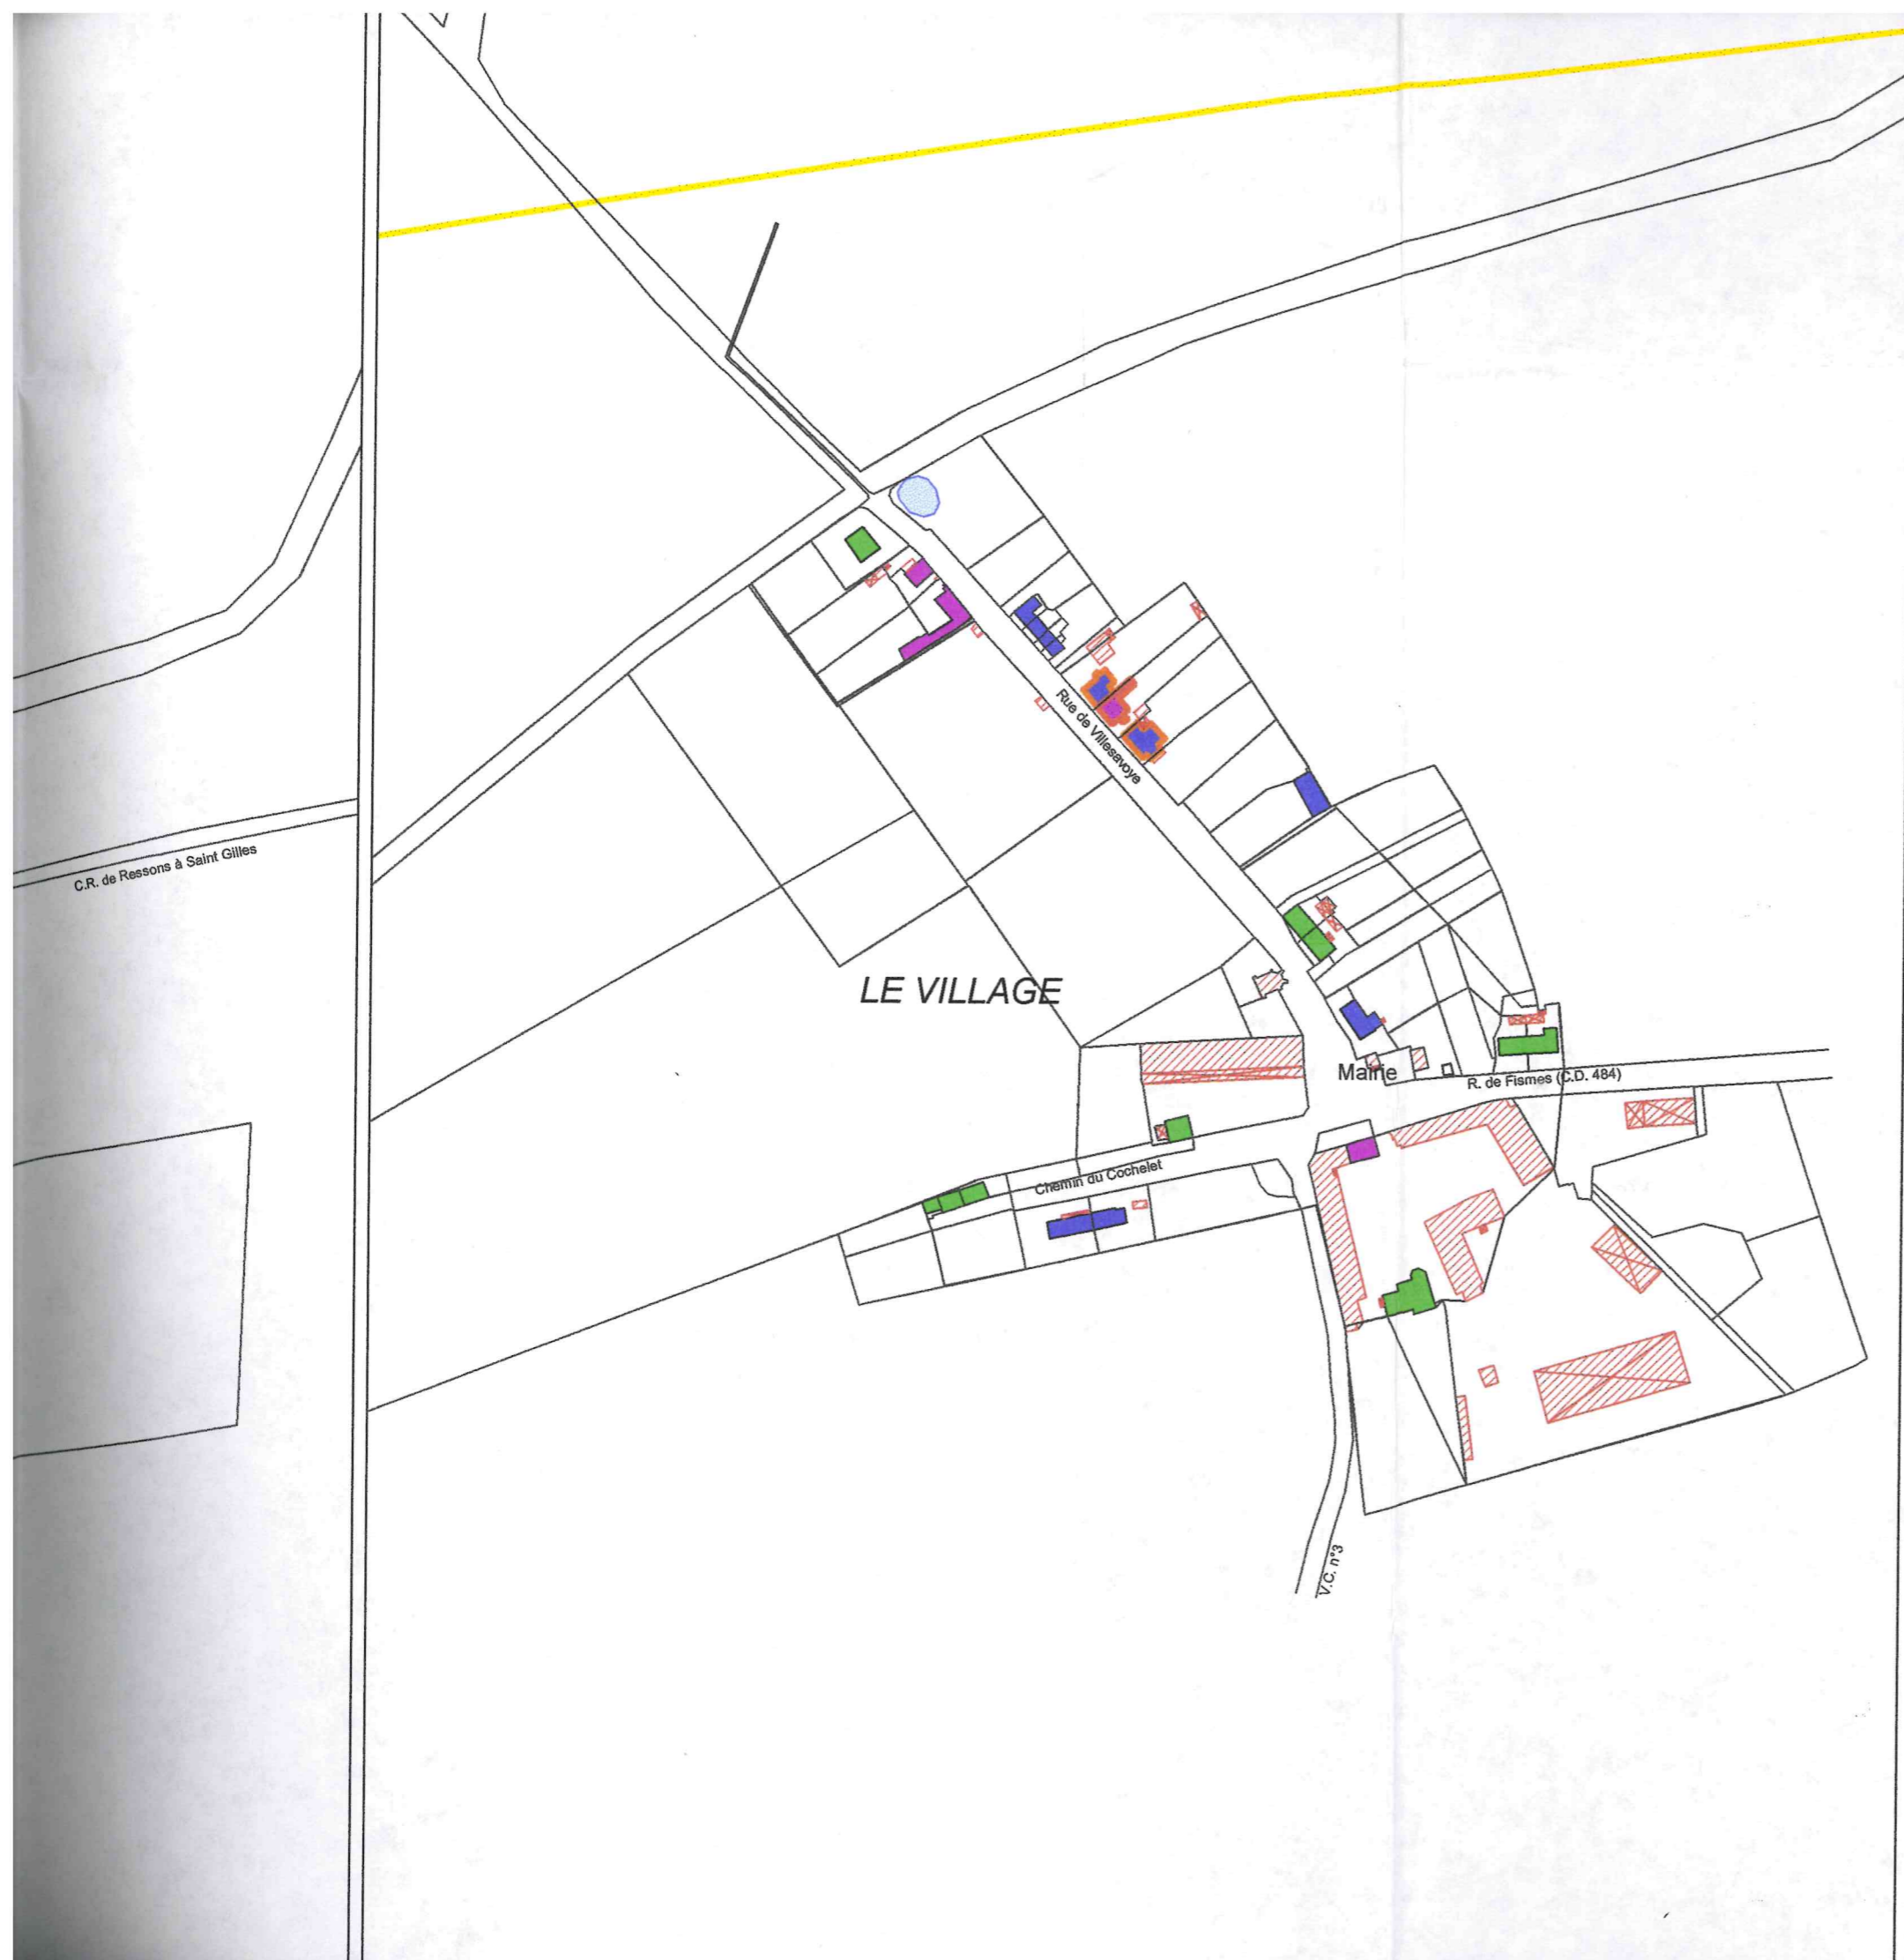 Rue de Villesavoye
C.R. de Ressons à Saint Gilles
LE VILLAGE
Mairie
R. de Fismes (C.D. 484)
Chemin du Cochelet
V.C. n°3